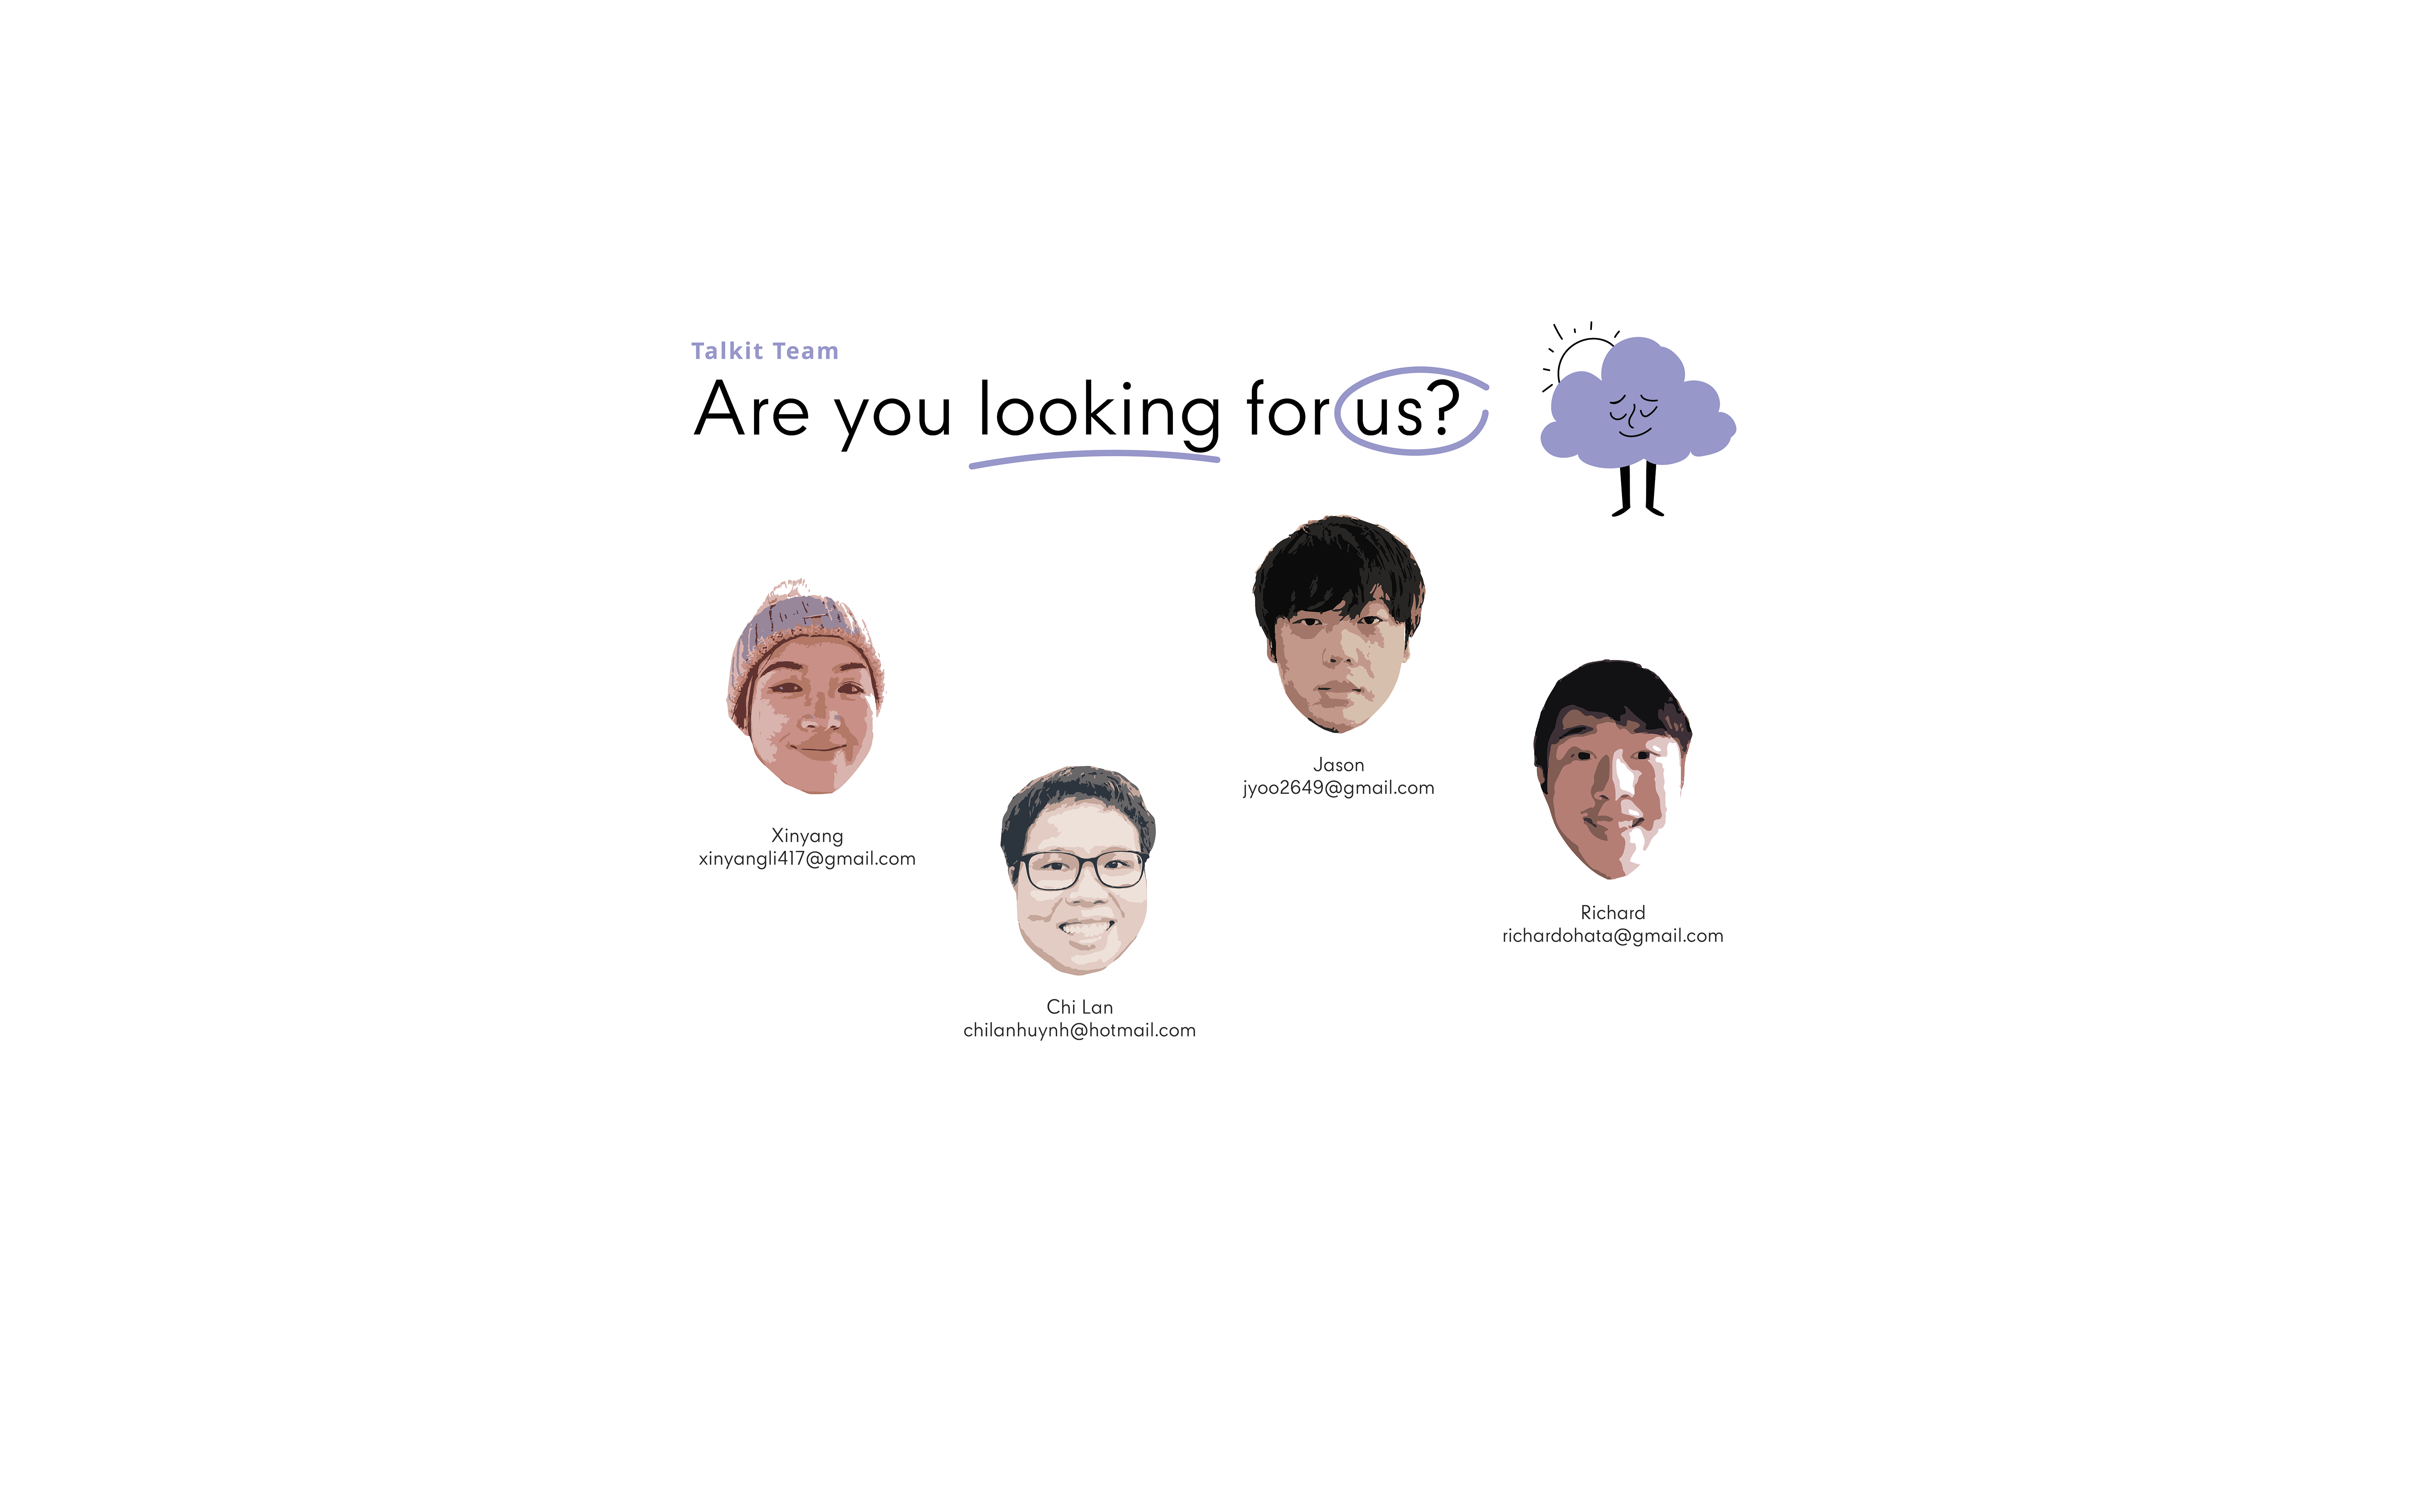 Talkit Team
Are you looking for us?
Xinyang
xinyangli417@gmail.com
Chi Lan
chilanhuynh@hotmail.com
Jason
jyoo2649@gmail.com
Richard
richardohata@gmail.com